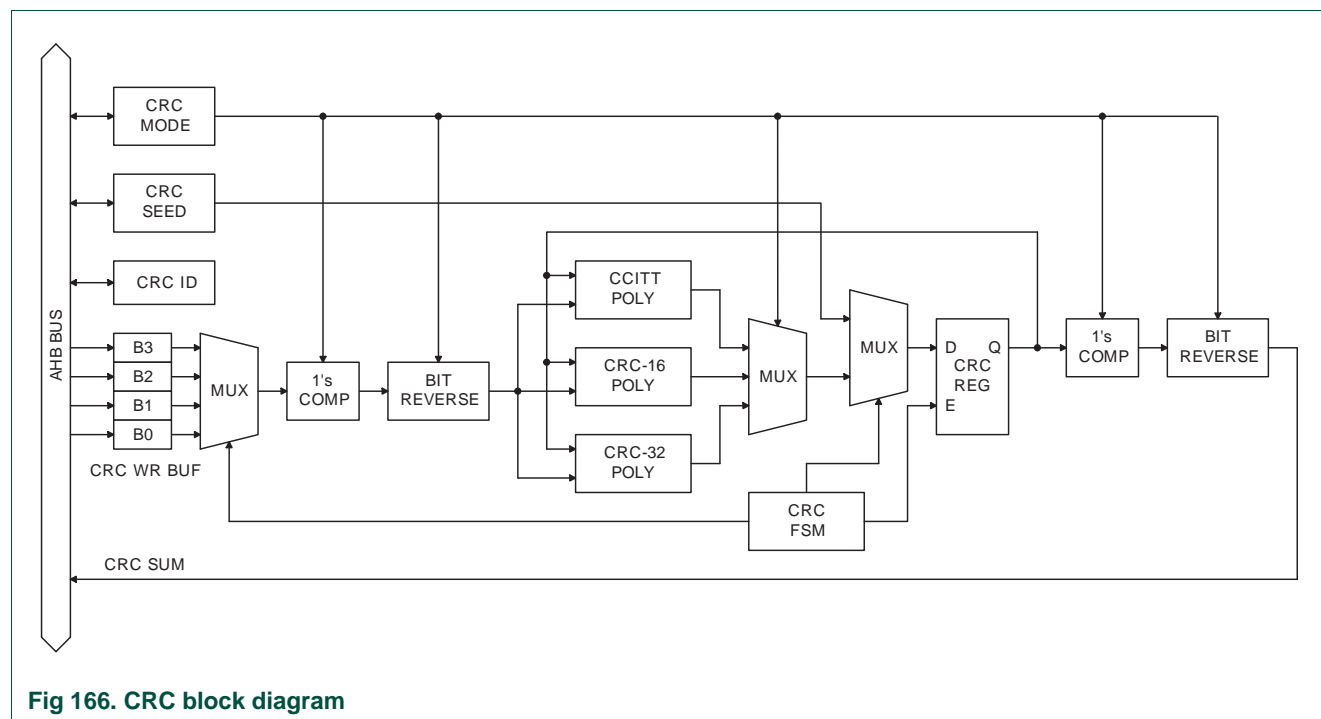 CRC
MODE
CRC
SEED
CRC ID
AHB BUS
B3
B2
B1
B0
CRC WR BUF
MUX
1's
COMP
BIT
REVERSE
CCITT
POLY
CRC-16
POLY
CRC-32
POLY
MUX
MUX
CRC
FSM
D Q
CRC
REG
E
1's
COMP
BIT
REVERSE
CRC SUM
Fig 166. CRC block diagram